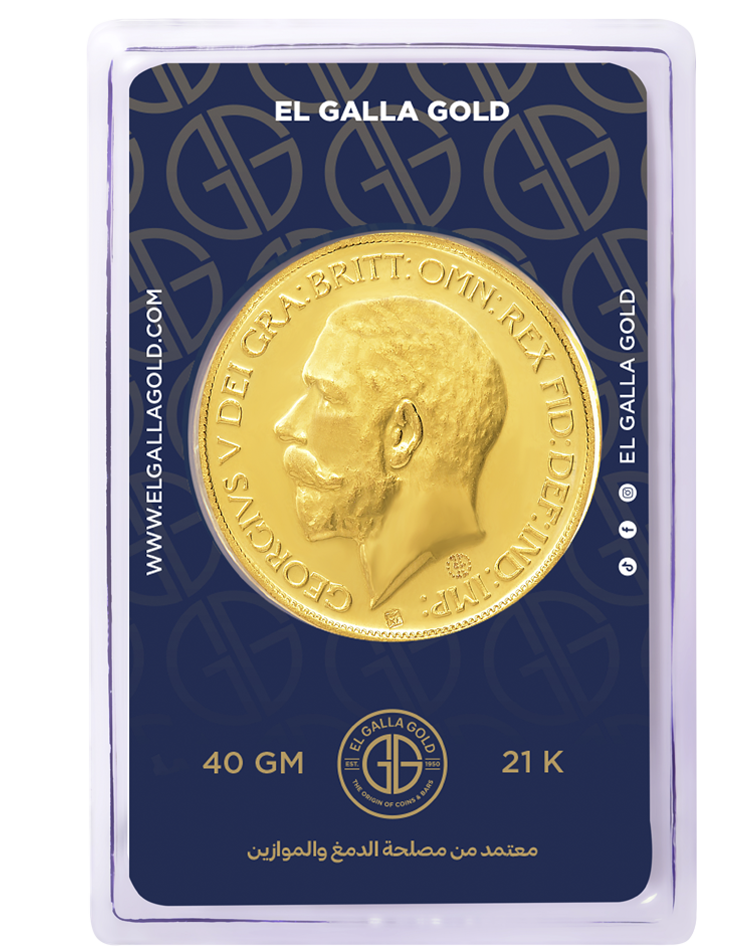 EL GALLA GOLD
WWW.ELGALLAGOLD.COM
GEORGIVS V DEI GRA: BRITT: OMN: REX FID: DEF: IND: IMP:
EL GALLA GOLD
40 GM
EL GALLA GOLD
EST. 1950
THE ORIGIN OF COINS & BARS
21 K
معتمد من مصلحة الدمغ والموازين